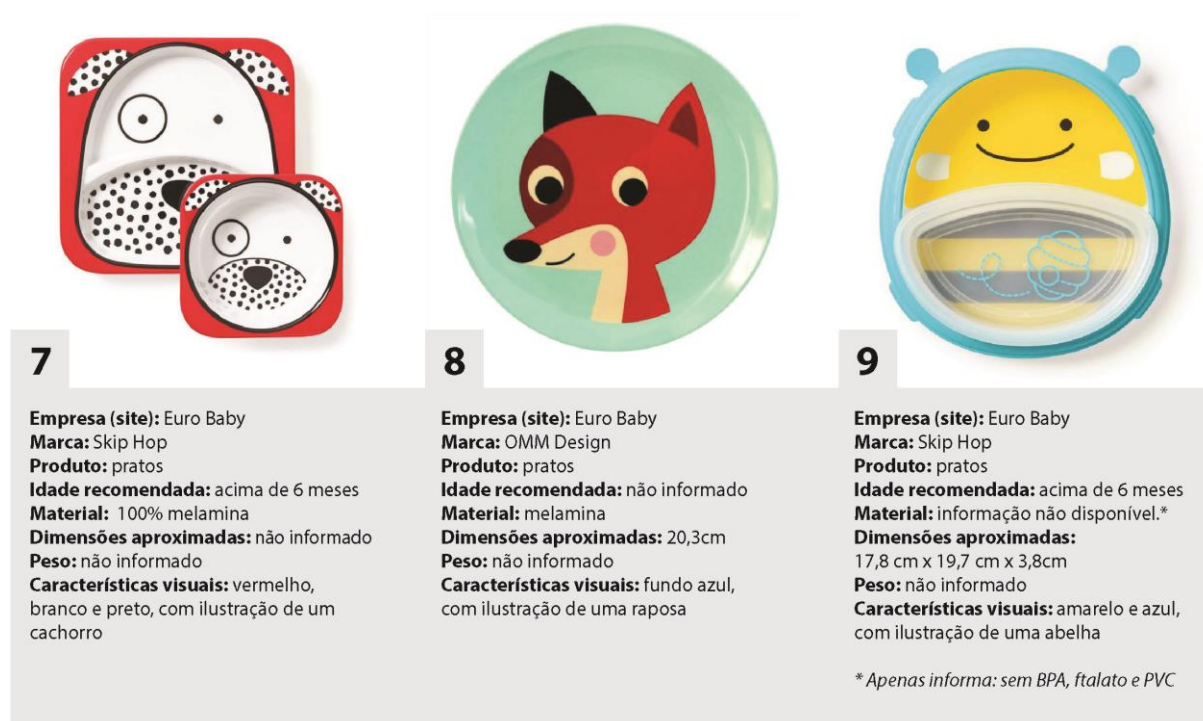 7
Empresa (site): Euro Baby
Marca: Skip Hop
Produto: pratos
Idade recomendada: acima de 6 meses
Material: 100% melamina
Dimensões aproximadas: não informado
Peso: não informado
Características visuais: vermelho,
branco e preto, com ilustração de um
cachorro
8
Empresa (site): Euro Baby
Marca: OMM Design
Produto: pratos
Idade recomendada: não informado
Material: melamina
Dimensões aproximadas: 20,3cm
Peso: não informado
Características visuais: fundo azul,
com ilustração de uma raposa
9
Empresa (site): Euro Baby
Marca: Skip Hop
Produto: pratos
Idade recomendada: acima de 6 meses
Material: informação não disponível.*
Dimensões aproximadas:
17,8 cm x 19,7 cm x 3,8cm
Peso: não informado
Características visuais: amarelo e azul,
com ilustração de uma abelha
* Apenas informa: sem BPA, ftalato e PVC